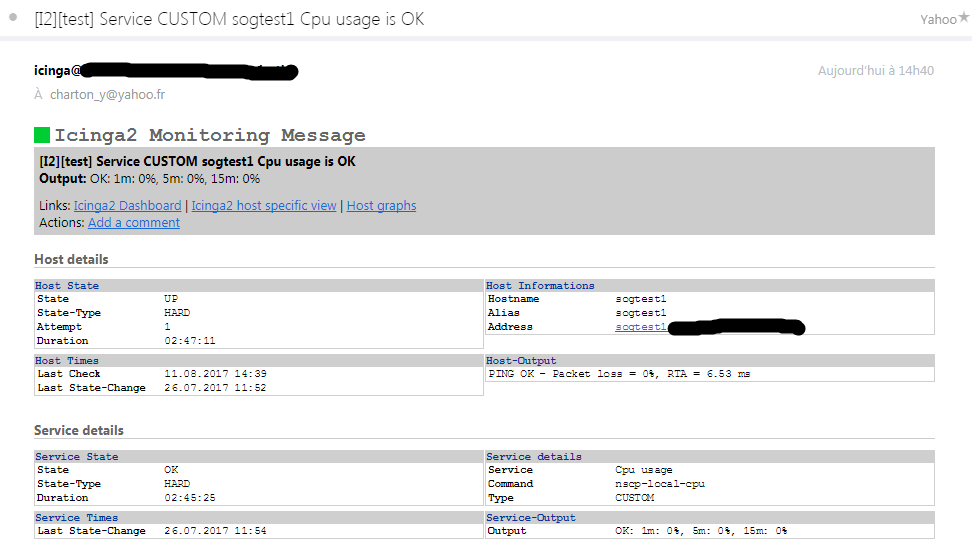 [I2][test] Service CUSTOM sogtest1 Cpu usage is OK
Yahoo
icinga@
Aujourd'hui à 14h40
À charton_y@yahoo.fr
Icinga2 Monitoring Message
[I2][test] Service CUSTOM sogtest1 Cpu usage is OK
Output: OK: 1m: 0%, 5m: 0%, 15m: 0%
Links: Icinga2 Dashboard | Icinga2 host specific view | Host graphs
Actions: Add a comment
Host details
Host State
State UP
State-Type HARD
Attempt 1
Duration 02:47:11
Host Informations
Hostname sogtest1
Alias sogtest1
Address sogtest1
Host Times
Last Check 11.08.2017 14:39
Last State-Change 26.07.2017 11:52
Host-Output
PING OK - Packet loss = 0%, RTA = 6.53 ms
Service details
Service State
State OK
State-Type HARD
Duration 02:45:25
Service details
Service Cpu usage
Command nscp-local-cpu
Type CUSTOM
Service Times
Last State-Change 26.07.2017 11:54
Service-Output
Output OK: 1m: 0%, 5m: 0%, 15m: 0%